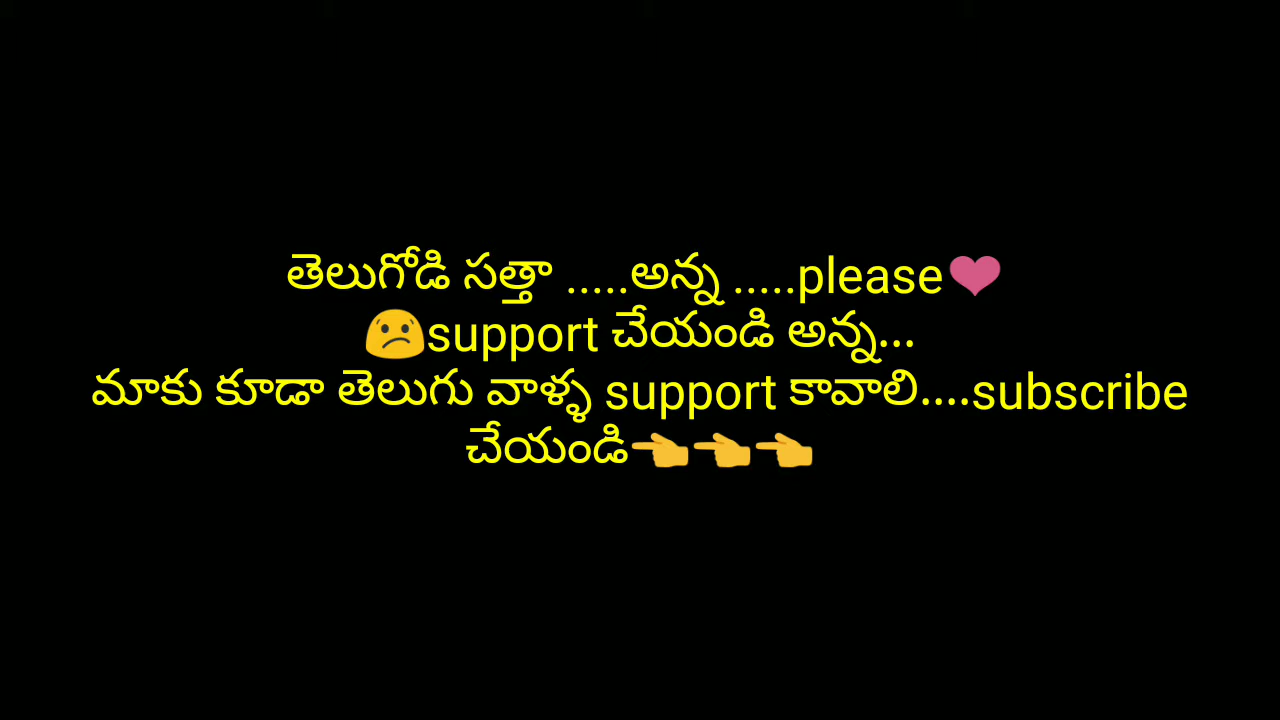 తెలుగోడి సత్తా .....అన్న .....please❤
😕support చేయండి అన్న...
మాకు కూడా తెలుగు వాళ్ళ support కావాలి....subscribe
చేయండి👈👈👈